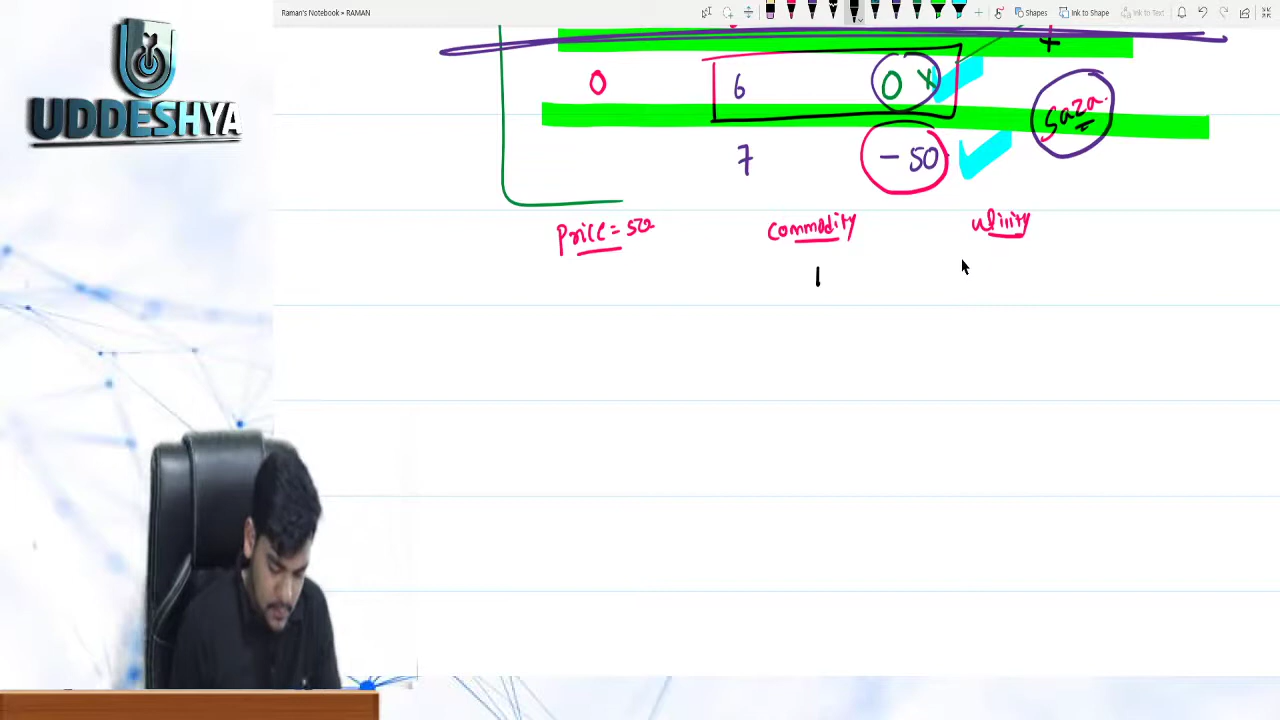 Raman's Notebook » RAMAN
Shapes
Ink to Shape
Ink to Text
UDDESHYA
0 6 0 x
Saza.
7 - 50
Price = 50
commodity
utility
1